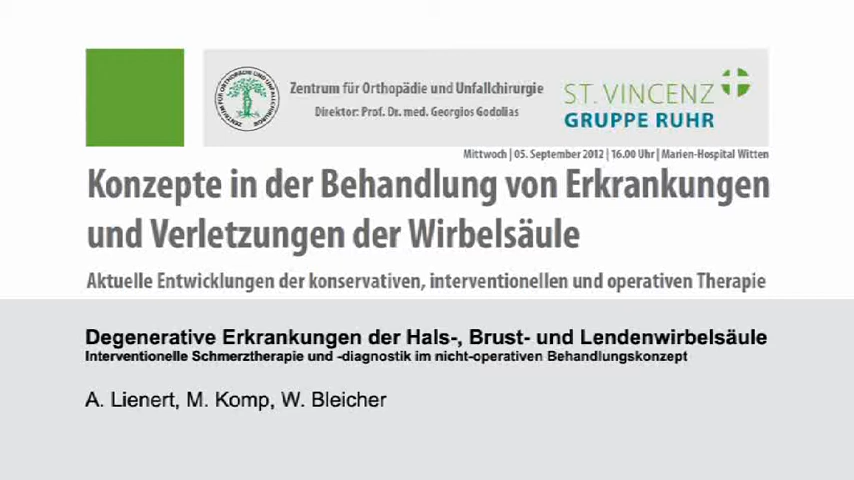 Zentrum für Orthopädie und Unfallchirurgie
Direktor: Prof. Dr. med. Georgios Godolias
ST. VINCENZ
GRUPPE RUHR
Mittwoch | 05. September 2012 | 16.00 Uhr | Marien-Hospital Witten
Konzepte in der Behandlung von Erkrankungen
und Verletzungen der Wirbelsäule
Aktuelle Entwicklungen der konservativen, interventionellen und operativen Therapie
Degenerative Erkrankungen der Hals-, Brust- und Lendenwirbelsäule
Interventionelle Schmerztherapie und -diagnostik im nicht-operativen Behandlungskonzept
A. Lienert, M. Komp, W. Bleicher